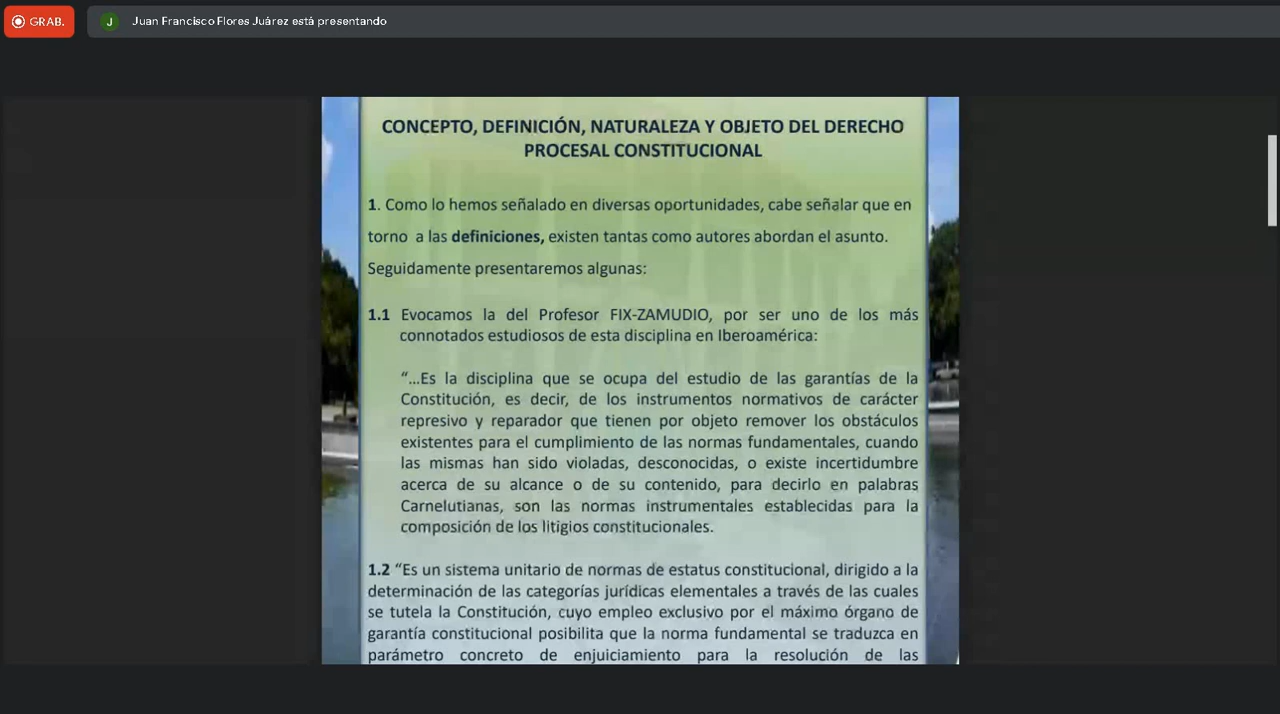 GRAB.
J
Juan Francisco Flores Juárez está presentando
CONCEPTO, DEFINICIÓN, NATURALEZA Y OBJETO DEL DERECHO
PROCESAL CONSTITUCIONAL
1. Como lo hemos señalado en diversas oportunidades, cabe señalar que en
torno a las definiciones, existen tantas como autores abordan el asunto.
Seguidamente presentaremos algunas:
1.1 Evocamos la del Profesor FIX-ZAMUDIO, por ser uno de los más
connotados estudiosos de esta disciplina en Iberoamérica:
“...Es la disciplina que se ocupa del estudio de las garantías de la
Constitución, es decir, de los instrumentos normativos de carácter
represivo y reparador que tienen por objeto remover los obstáculos
existentes para el cumplimiento de las normas fundamentales, cuando
las mismas han sido violadas, desconocidas, o existe incertidumbre
acerca de su alcance o de su contenido, para decirlo en palabras
Carnelutianas, son las normas instrumentales establecidas para la
composición de los litigios constitucionales.
1.2 “Es un sistema unitario de normas de estatus constitucional, dirigido a la
determinación de las categorías jurídicas elementales a través de las cuales
se tutela la Constitución, cuyo empleo exclusivo por el máximo órgano de
garantía constitucional posibilita que la norma fundamental se traduzca en
parámetro concreto de enjuiciamiento para la resolución de las